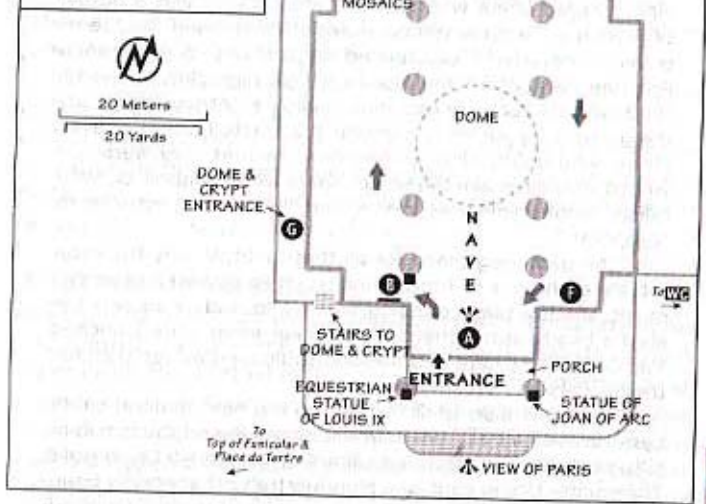 MOSAICS
20 Meters
20 Yards
DOME
DOME &
CRYPT
ENTRANCE
G
N
A
V
E
B
F
To WC
A
STAIRS TO
DOME & CRYPT
PORCH
ENTRANCE
EQUESTRIAN
STATUE
OF LOUIS IX
STATUE OF
JOAN OF ARC
To
Top of Funicular &
Place du Tertre
VIEW OF PARIS